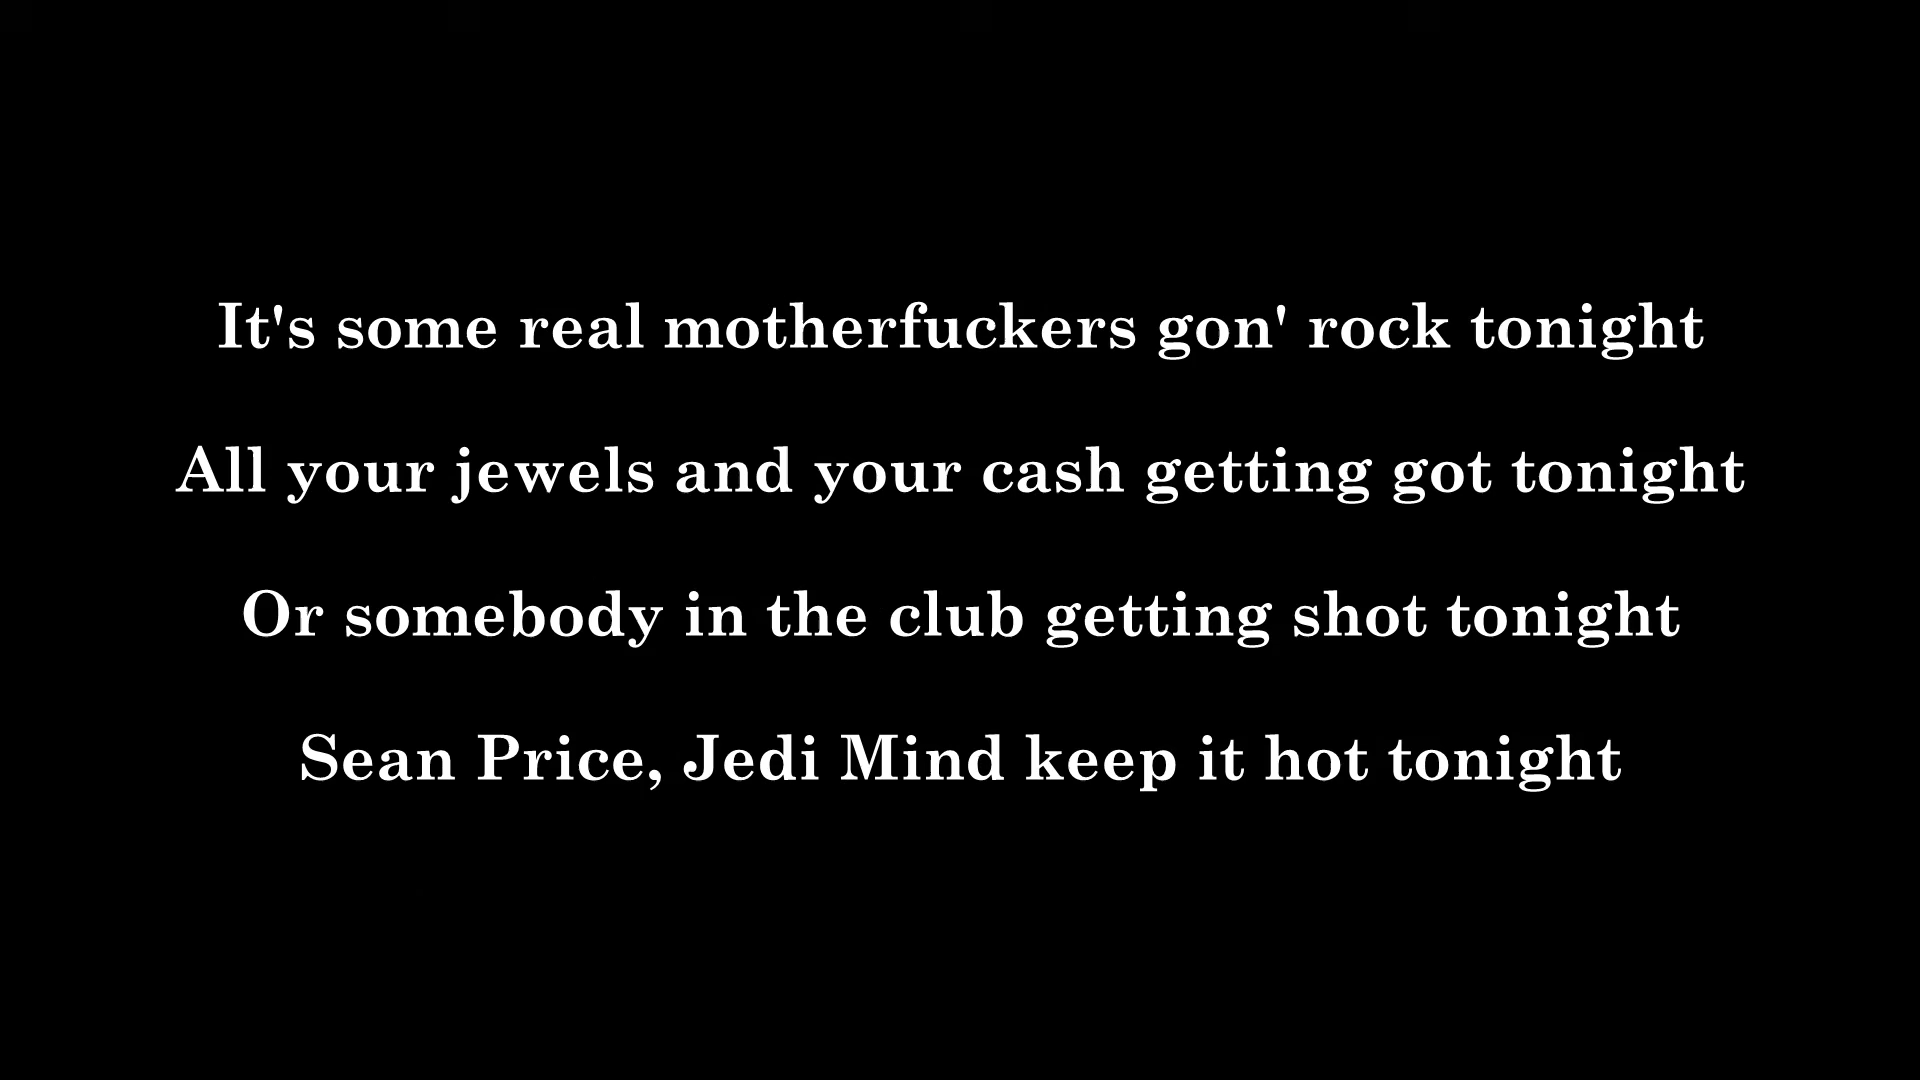 It's some real motherfuckers gon' rock tonight
All your jewels and your cash getting got tonight
Or somebody in the club getting shot tonight
Sean Price, Jedi Mind keep it hot tonight